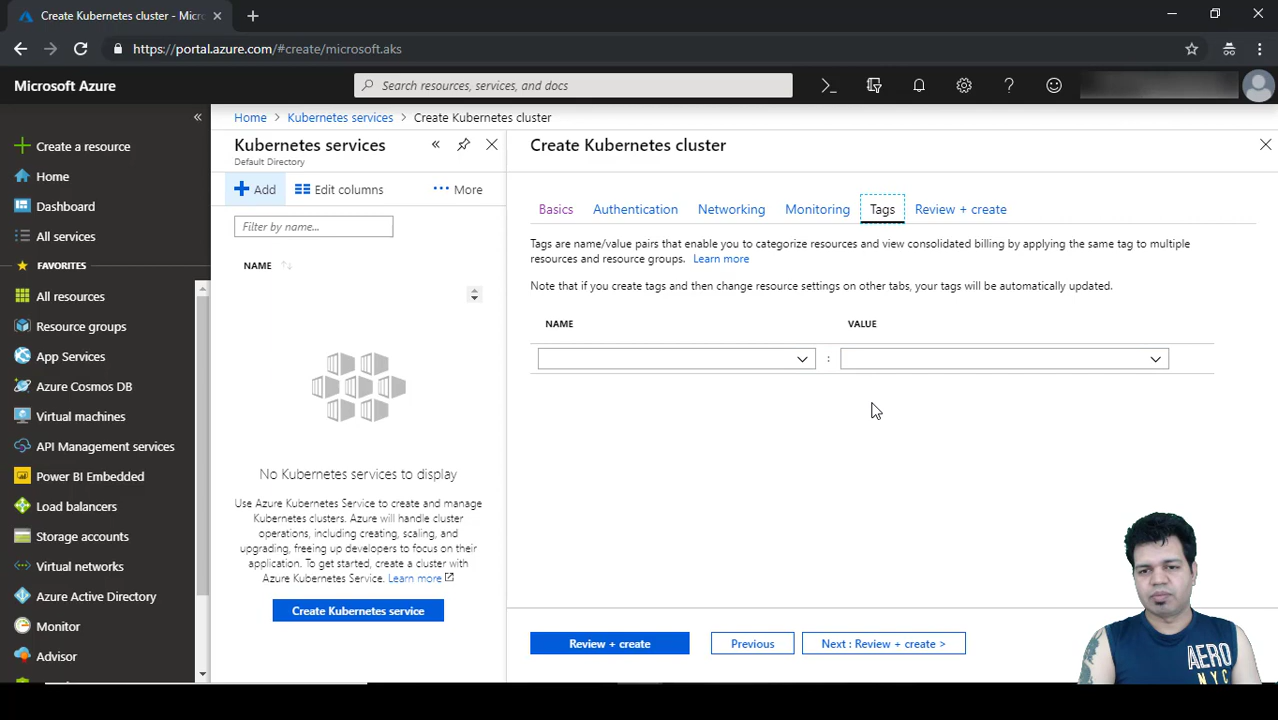 Create Kubernetes cluster - Micr
https://portal.azure.com/#create/microsoft.aks
Microsoft Azure
Search resources, services, and docs
Create a resource
Home
Dashboard
All services
FAVORITES
All resources
Resource groups
App Services
Azure Cosmos DB
Virtual machines
API Management services
Power BI Embedded
Load balancers
Storage accounts
Virtual networks
Azure Active Directory
Monitor
Advisor
Home > Kubernetes services > Create Kubernetes cluster
Kubernetes services
Default Directory
Add Edit columns ... More
Filter by name...
NAME
No Kubernetes services to display
Use Azure Kubernetes Service to create and manage
Kubernetes clusters. Azure will handle cluster
operations, including creating, scaling, and
upgrading, freeing up developers to focus on their
application. To get started, create a cluster with
Azure Kubernetes Service. Learn more
Create Kubernetes service
Create Kubernetes cluster
Basics Authentication Networking Monitoring Tags Review + create
Tags are name/value pairs that enable you to categorize resources and view consolidated billing by applying the same tag to multiple
resources and resource groups. Learn more
Note that if you create tags and then change resource settings on other tabs, your tags will be automatically updated.
NAME VALUE
:
Review + create Previous Next : Review + create >
AERO
NYC